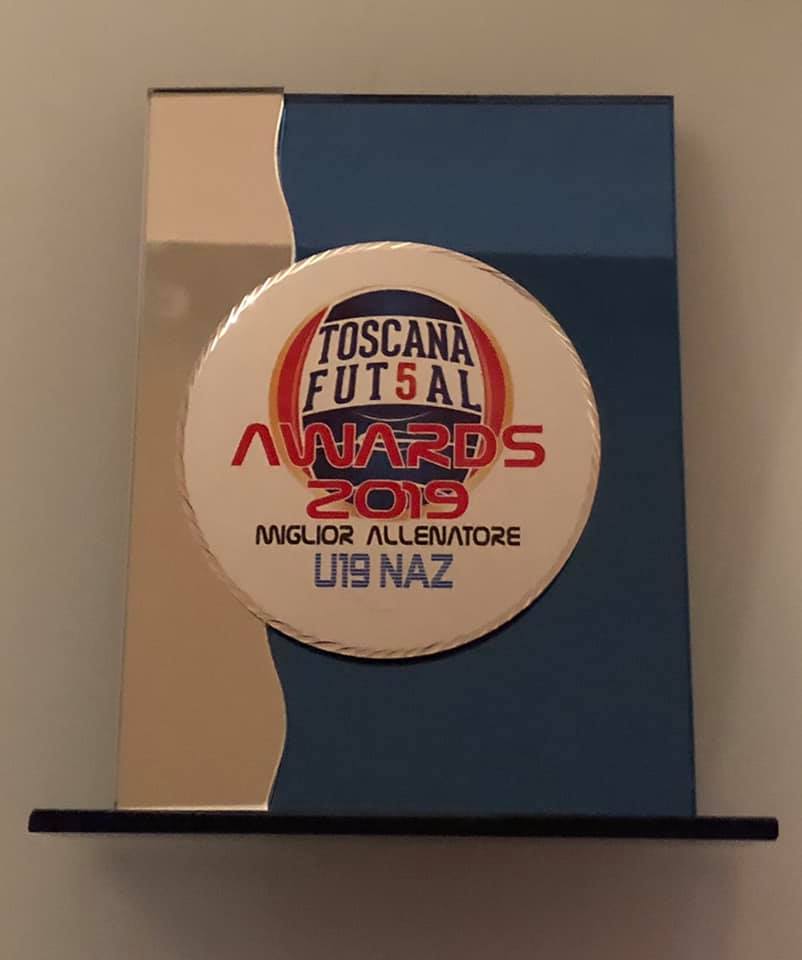 TOSCANA
FUT5AL
AWARDS
2019
MIGLIOR ALLENATORE
U19 NAZ